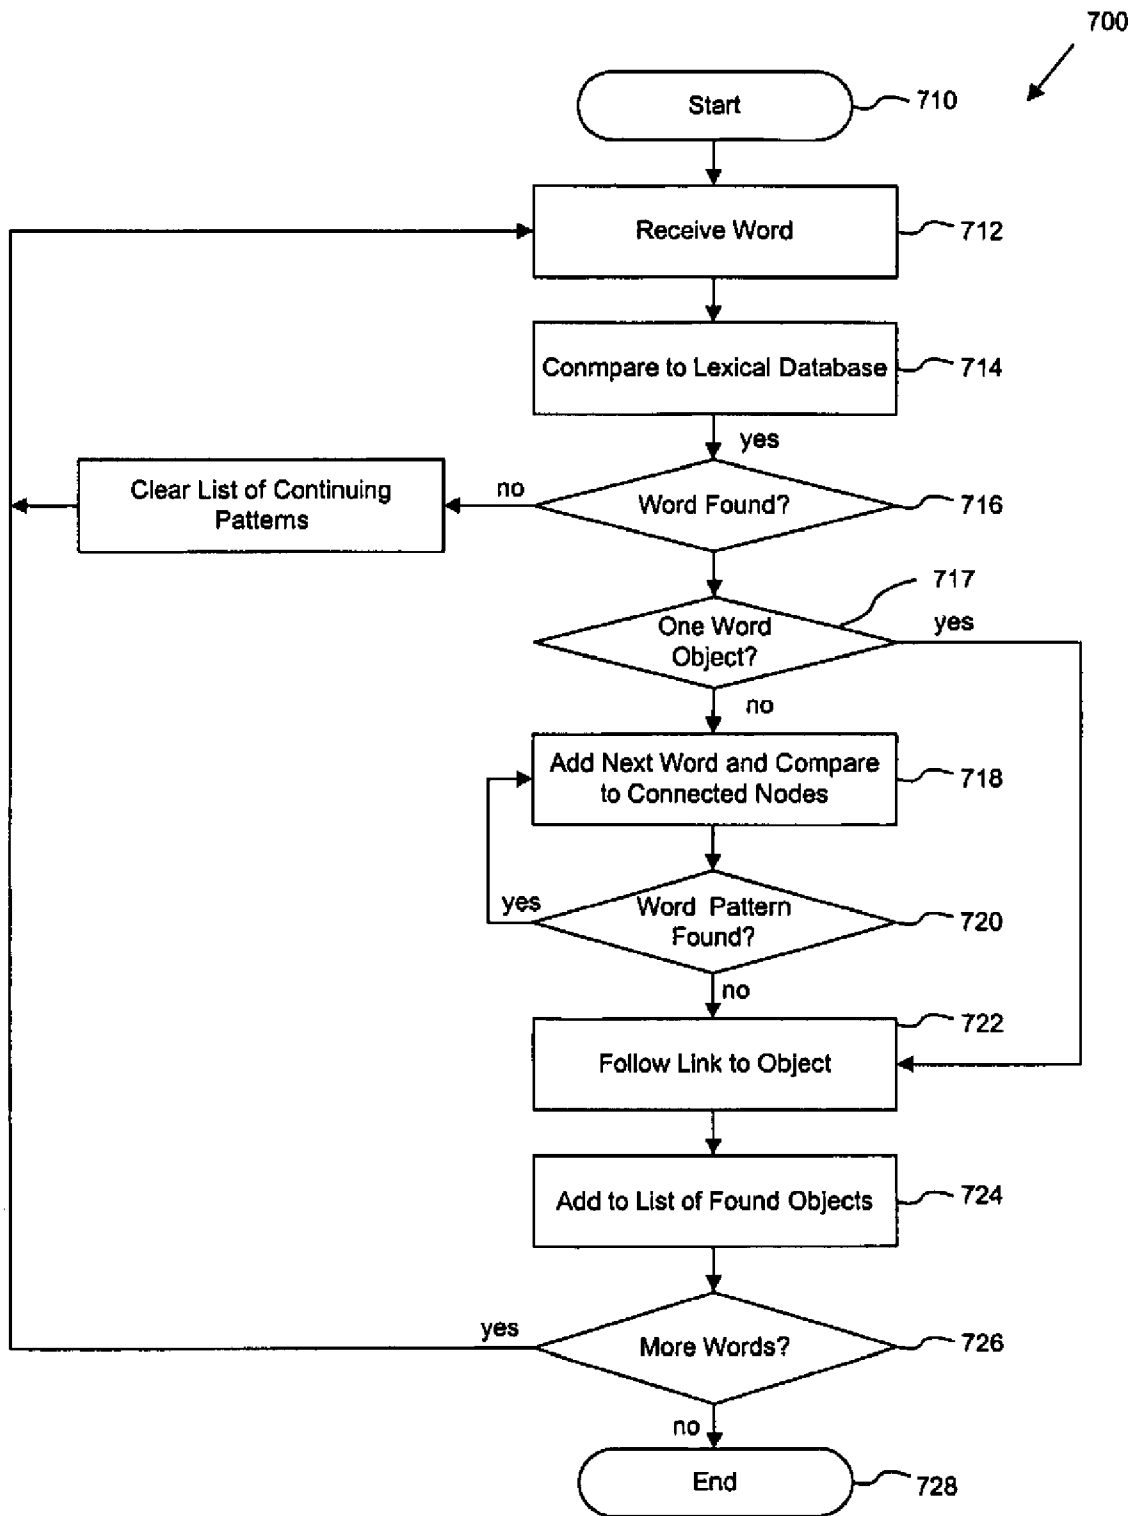 700
Start
710
Receive Word
712
Conmpare to Lexical Database
714
yes
Clear List of Continuing
Patterns
no
Word Found?
716
717
One Word
Object?
yes
no
Add Next Word and Compare
to Connected Nodes
718
yes
Word Pattern
Found?
720
no
722
Follow Link to Object
Add to List of Found Objects
724
yes
More Words?
726
no
End
728